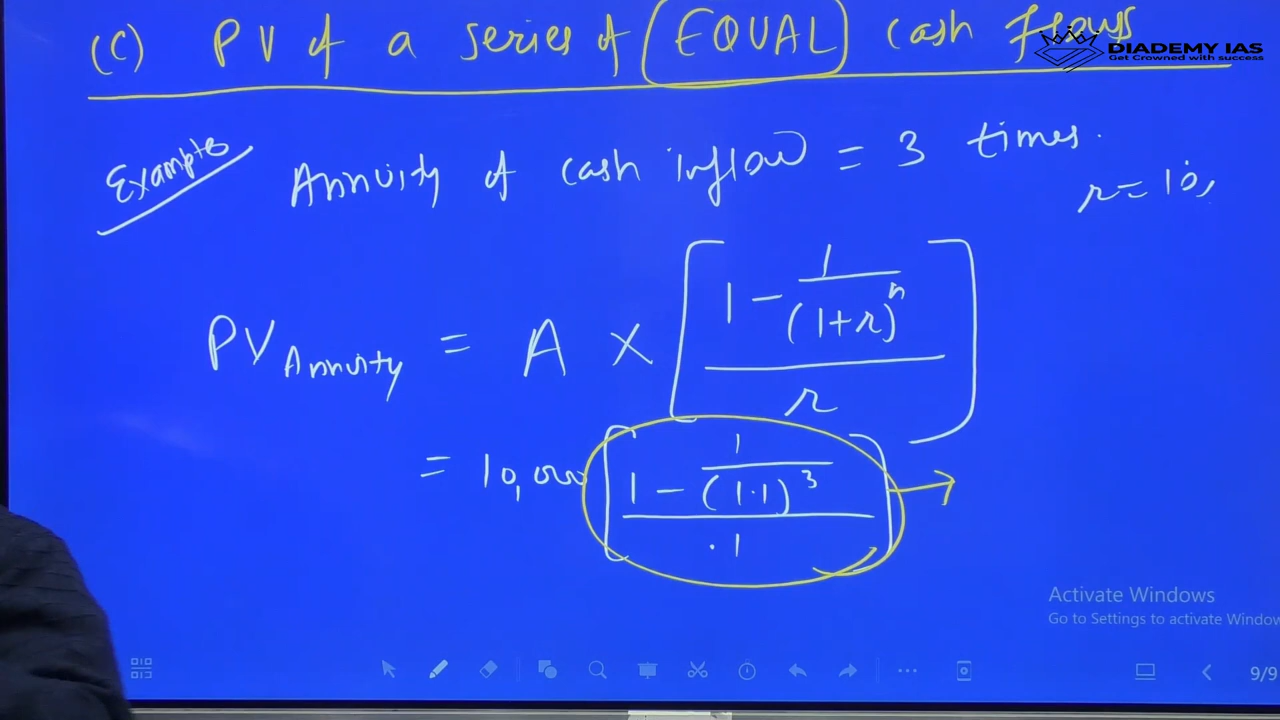 (C) PV of a series of EQUAL cash flows
DIADEMY IAS
Get Crowned with success
Example
Annuity of cash inflow = 3 times.
r = 10%
PV Annuity = A × [ 1 - 1/(1+r)^n / r ]
= 10,000 [ 1 - 1/(1.1)^3 / .1 ]
Activate Windows
Go to Settings to activate Window
9/9